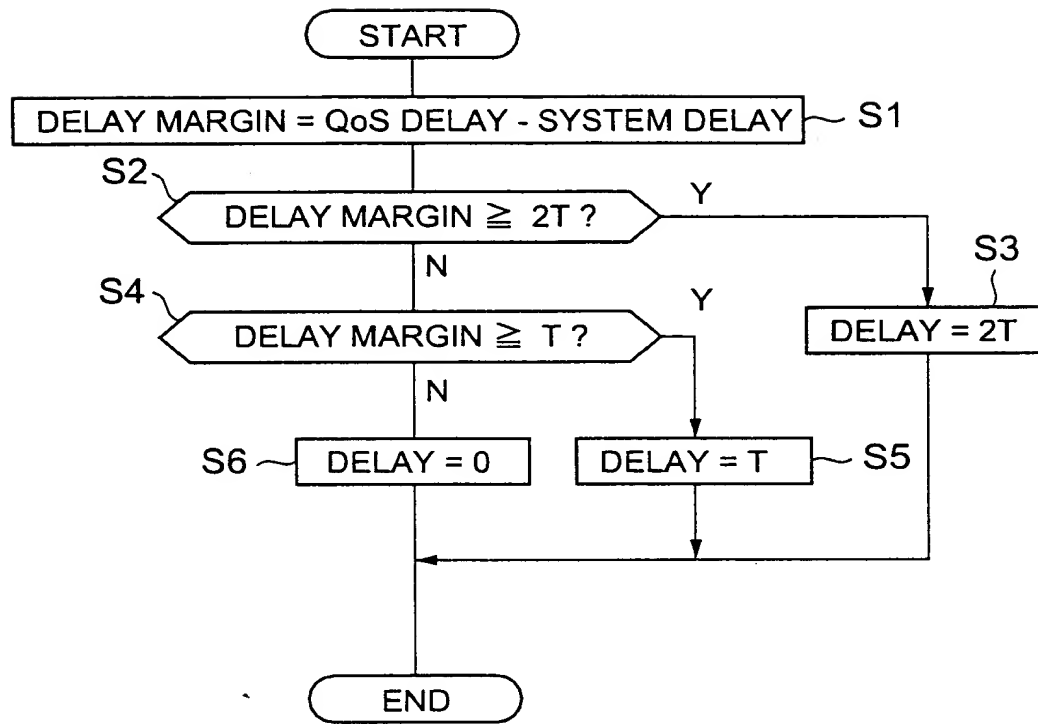 START
DELAY MARGIN = QoS DELAY - SYSTEM DELAY
S1
S2
DELAY MARGIN ≧ 2T ?
Y
N
S3
DELAY = 2T
S4
DELAY MARGIN ≧ T ?
Y
N
S6
DELAY = 0
DELAY = T
S5
END